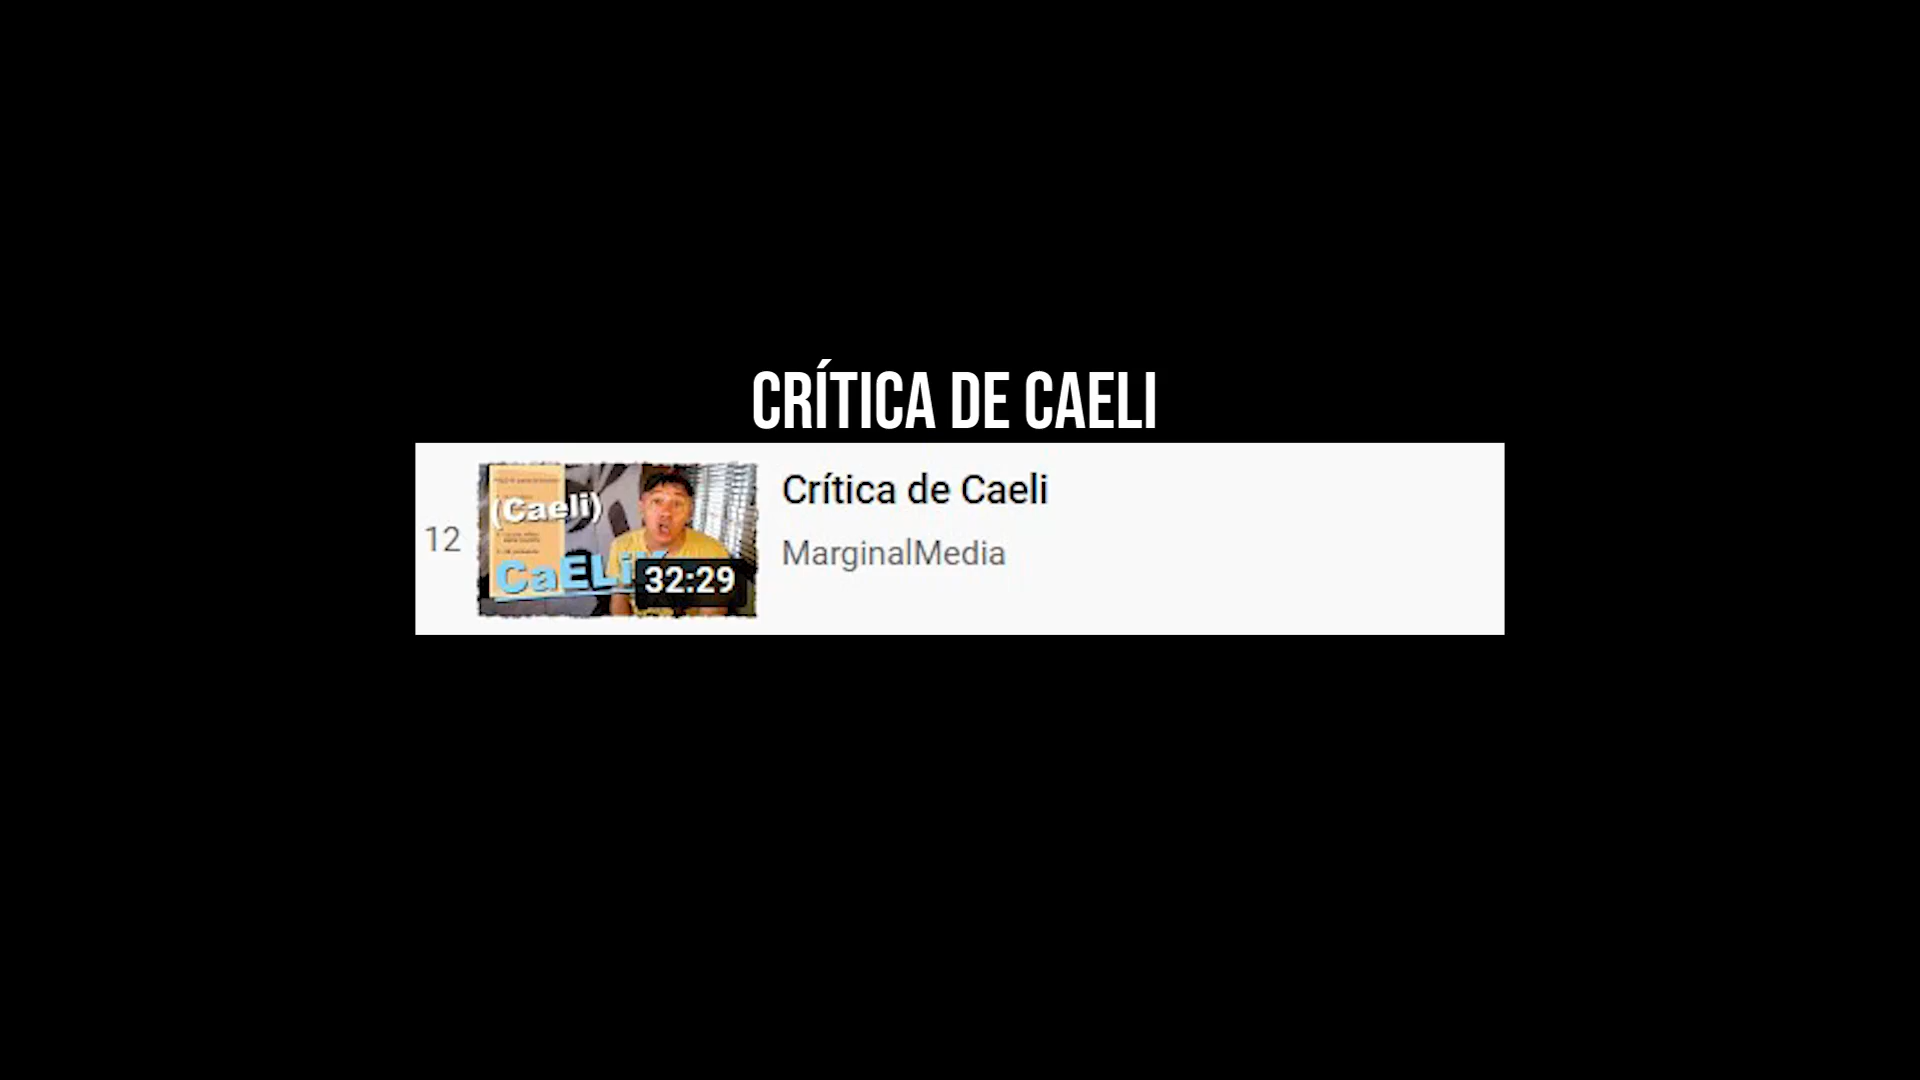 CRÍTICA DE CAELI
12
(Caeli)
CaELi
32:29
Crítica de Caeli
MarginalMedia